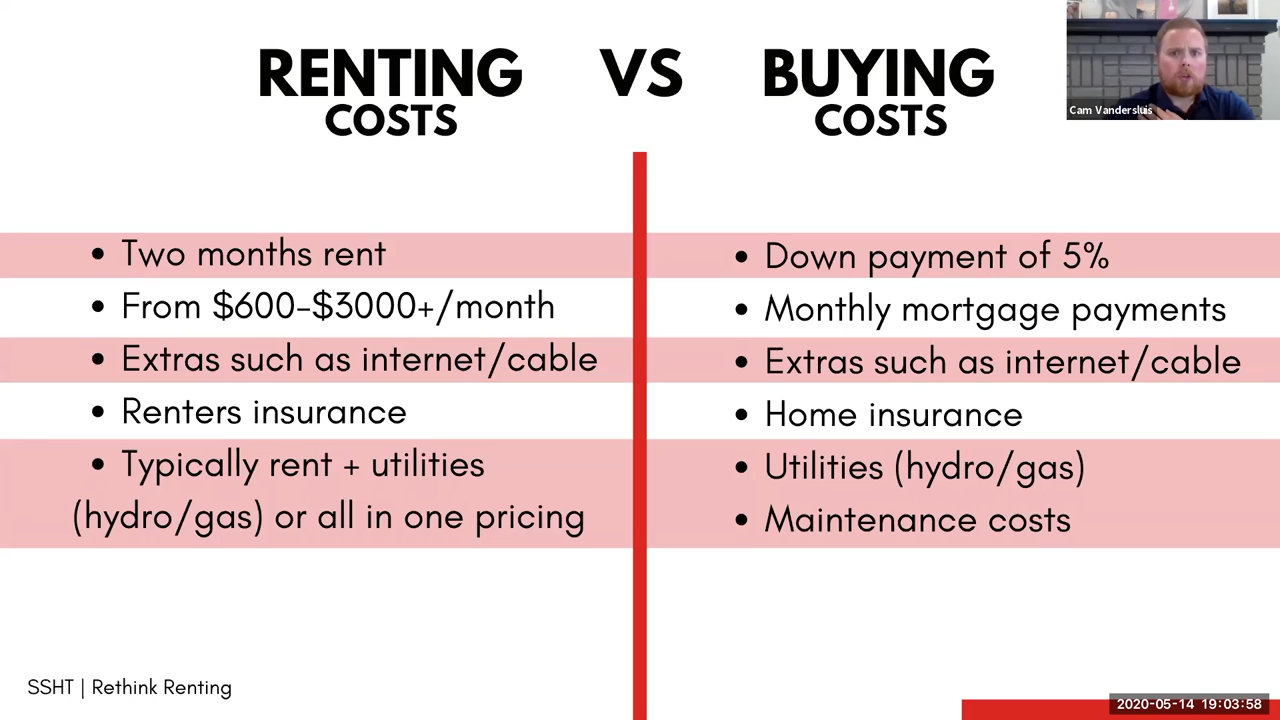 RENTING VS BUYING
COSTS COSTS
Cam Vandersluis
• Two months rent
• From $600-$3000+/month
• Extras such as internet/cable
• Renters insurance
• Typically rent + utilities
(hydro/gas) or all in one pricing
• Down payment of 5%
• Monthly mortgage payments
• Extras such as internet/cable
• Home insurance
• Utilities (hydro/gas)
• Maintenance costs
SSHT | Rethink Renting
2020-05-14 19:03:58